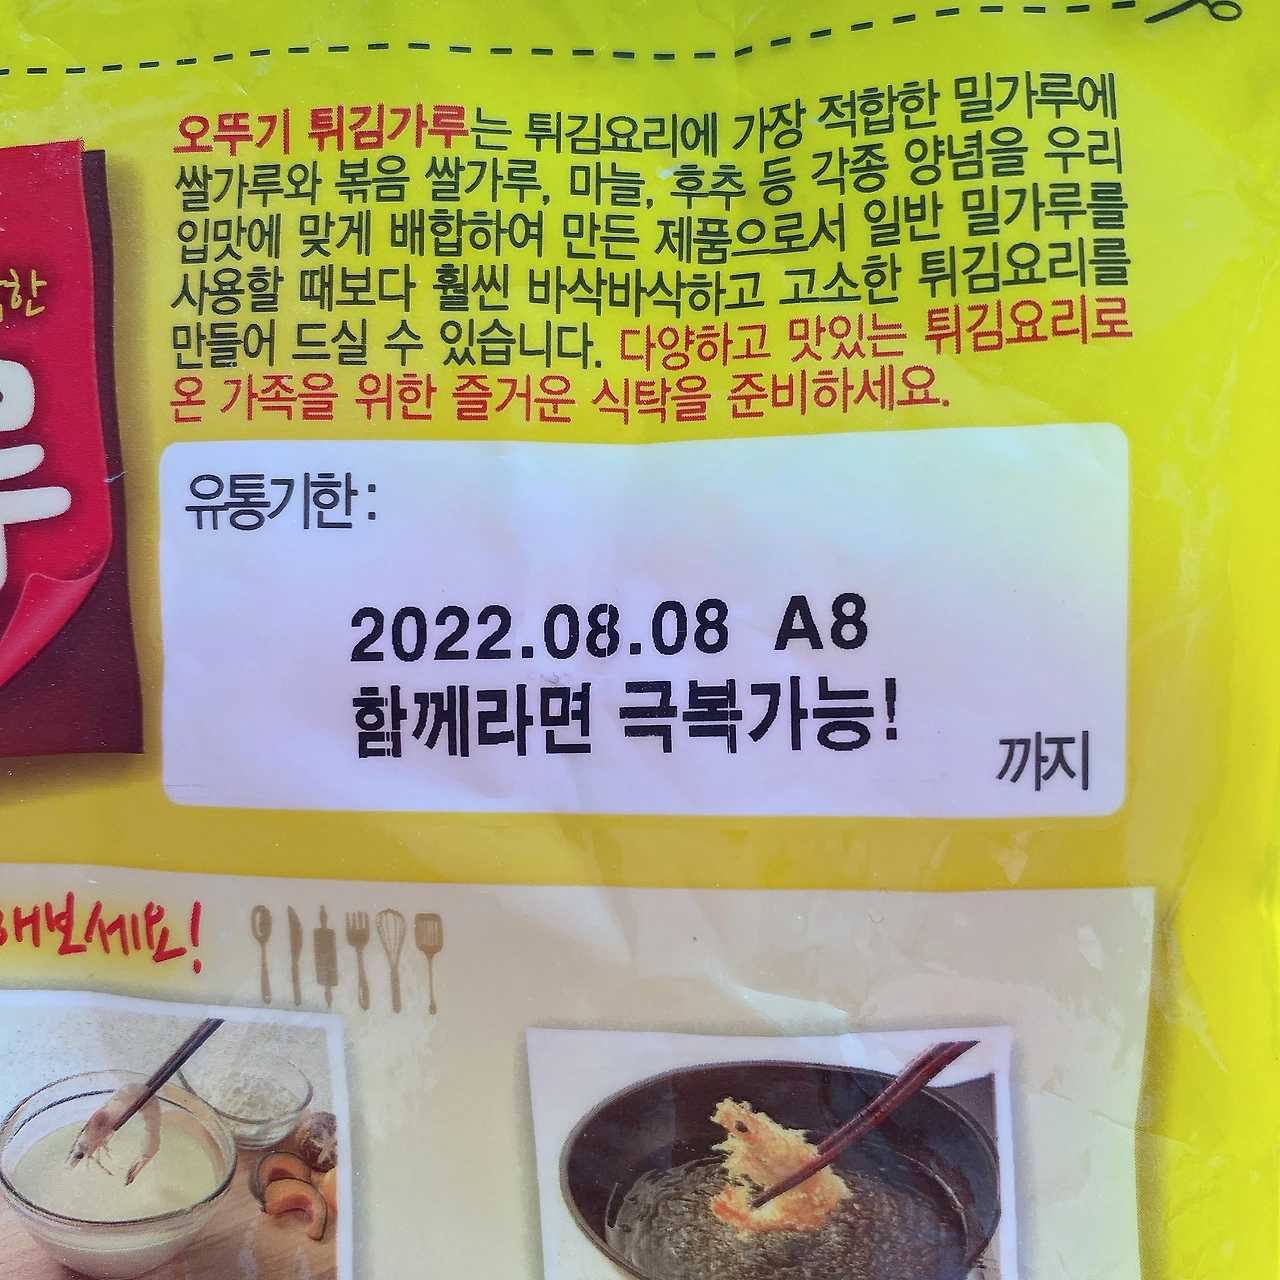 오뚜기 튀김가루는 튀김요리에 가장 적합한 밀가루에
쌀가루와 볶음 쌀가루, 마늘, 후추 등 각종 양념을 우리
입맛에 맞게 배합하여 만든 제품으로서 일반 밀가루를
사용할 때보다 훨씬 바삭바삭하고 고소한 튀김요리를
만들어 드실 수 있습니다. 다양하고 맛있는 튀김요리로
온 가족을 위한 즐거운 식탁을 준비하세요.
유통기한 :
2022.08.08 A8
함께라면 극복가능!
까지
해보세요!